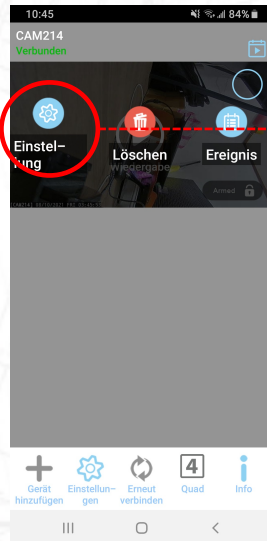 10:45 84%
CAM214
Verbunden
Einstel–
lung
Löschen
Ereignis
Wiedergabe
Armed
Gerät
hinzufügen
Einstellun–
gen
Erneut
verbinden
4
Quad
Info